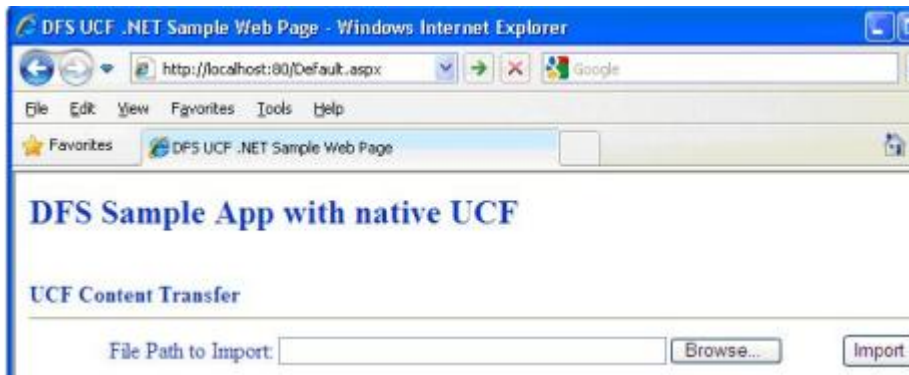 DFS UCF .NET Sample Web Page - Windows Internet Explorer
http://localhost:80/Default.aspx Google
File Edit View Favorites Tools Help
Favorites DFS UCF .NET Sample Web Page
DFS Sample App with native UCF
UCF Content Transfer
File Path to Import: Browse... Import